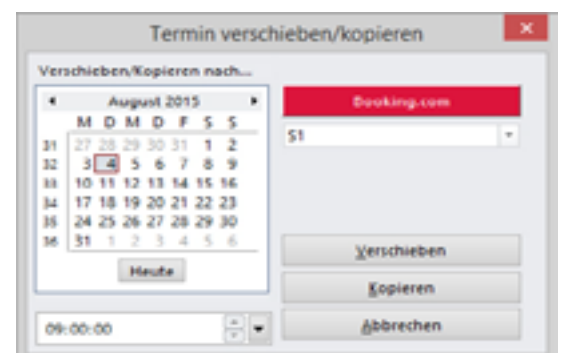 Termin verschieben/kopieren
Verschieben/Kopieren nach...
August 2015
M D M D F S S
31 27 28 29 30 31 1 2
32 3 4 5 6 7 8 9
33 10 11 12 13 14 15 16
34 17 18 19 20 21 22 23
35 24 25 26 27 28 29 30
36 31 1 2 3 4 5 6
Heute
09:00:00
Booking.com
S1
Verschieben
Kopieren
Abbrechen